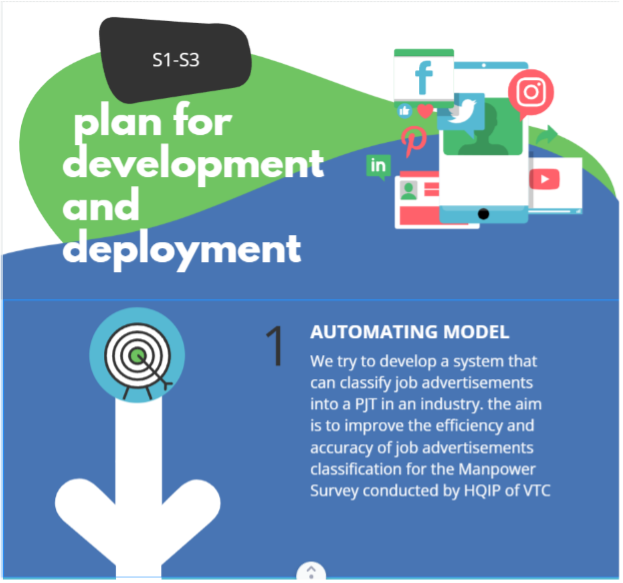 S1-S3
plan for
development
and
deployment
in
1
AUTOMATING MODEL
We try to develop a system that
can classify job advertisements
into a PJT in an industry. the aim
is to improve the efficiency and
accuracy of job advertisements
classification for the Manpower
Survey conducted by HQIP of VTC